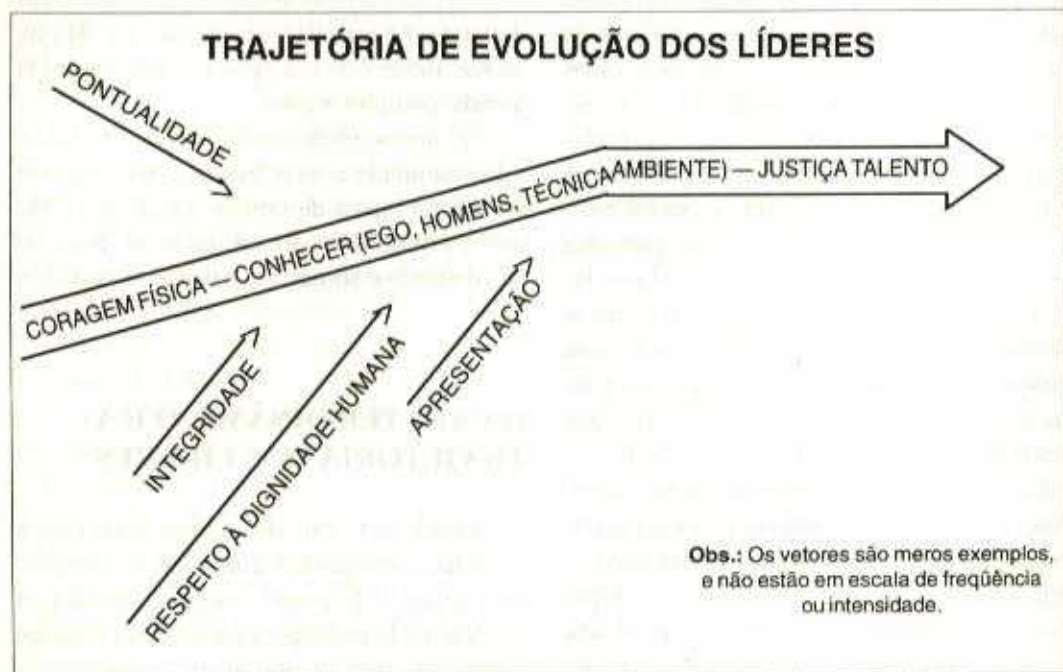 TRAJETÓRIA DE EVOLUÇÃO DOS LÍDERES
PONTUALIDADE
CORAGEM FÍSICA — CONHECER (EGO, HOMENS, TÉCNICA, AMBIENTE) — JUSTIÇA TALENTO
INTEGRIDADE
RESPEITO À DIGNIDADE HUMANA
APRESENTAÇÃO
Obs.: Os vetores são meros exemplos,
e não estão em escala de freqüência
ou intensidade.